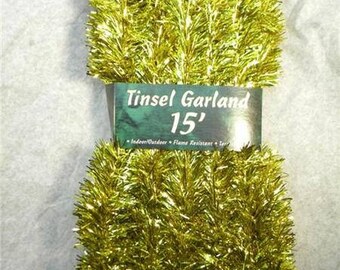 Tinsel Garland
15'
• Indoor/Outdoor • Flame Resistant •